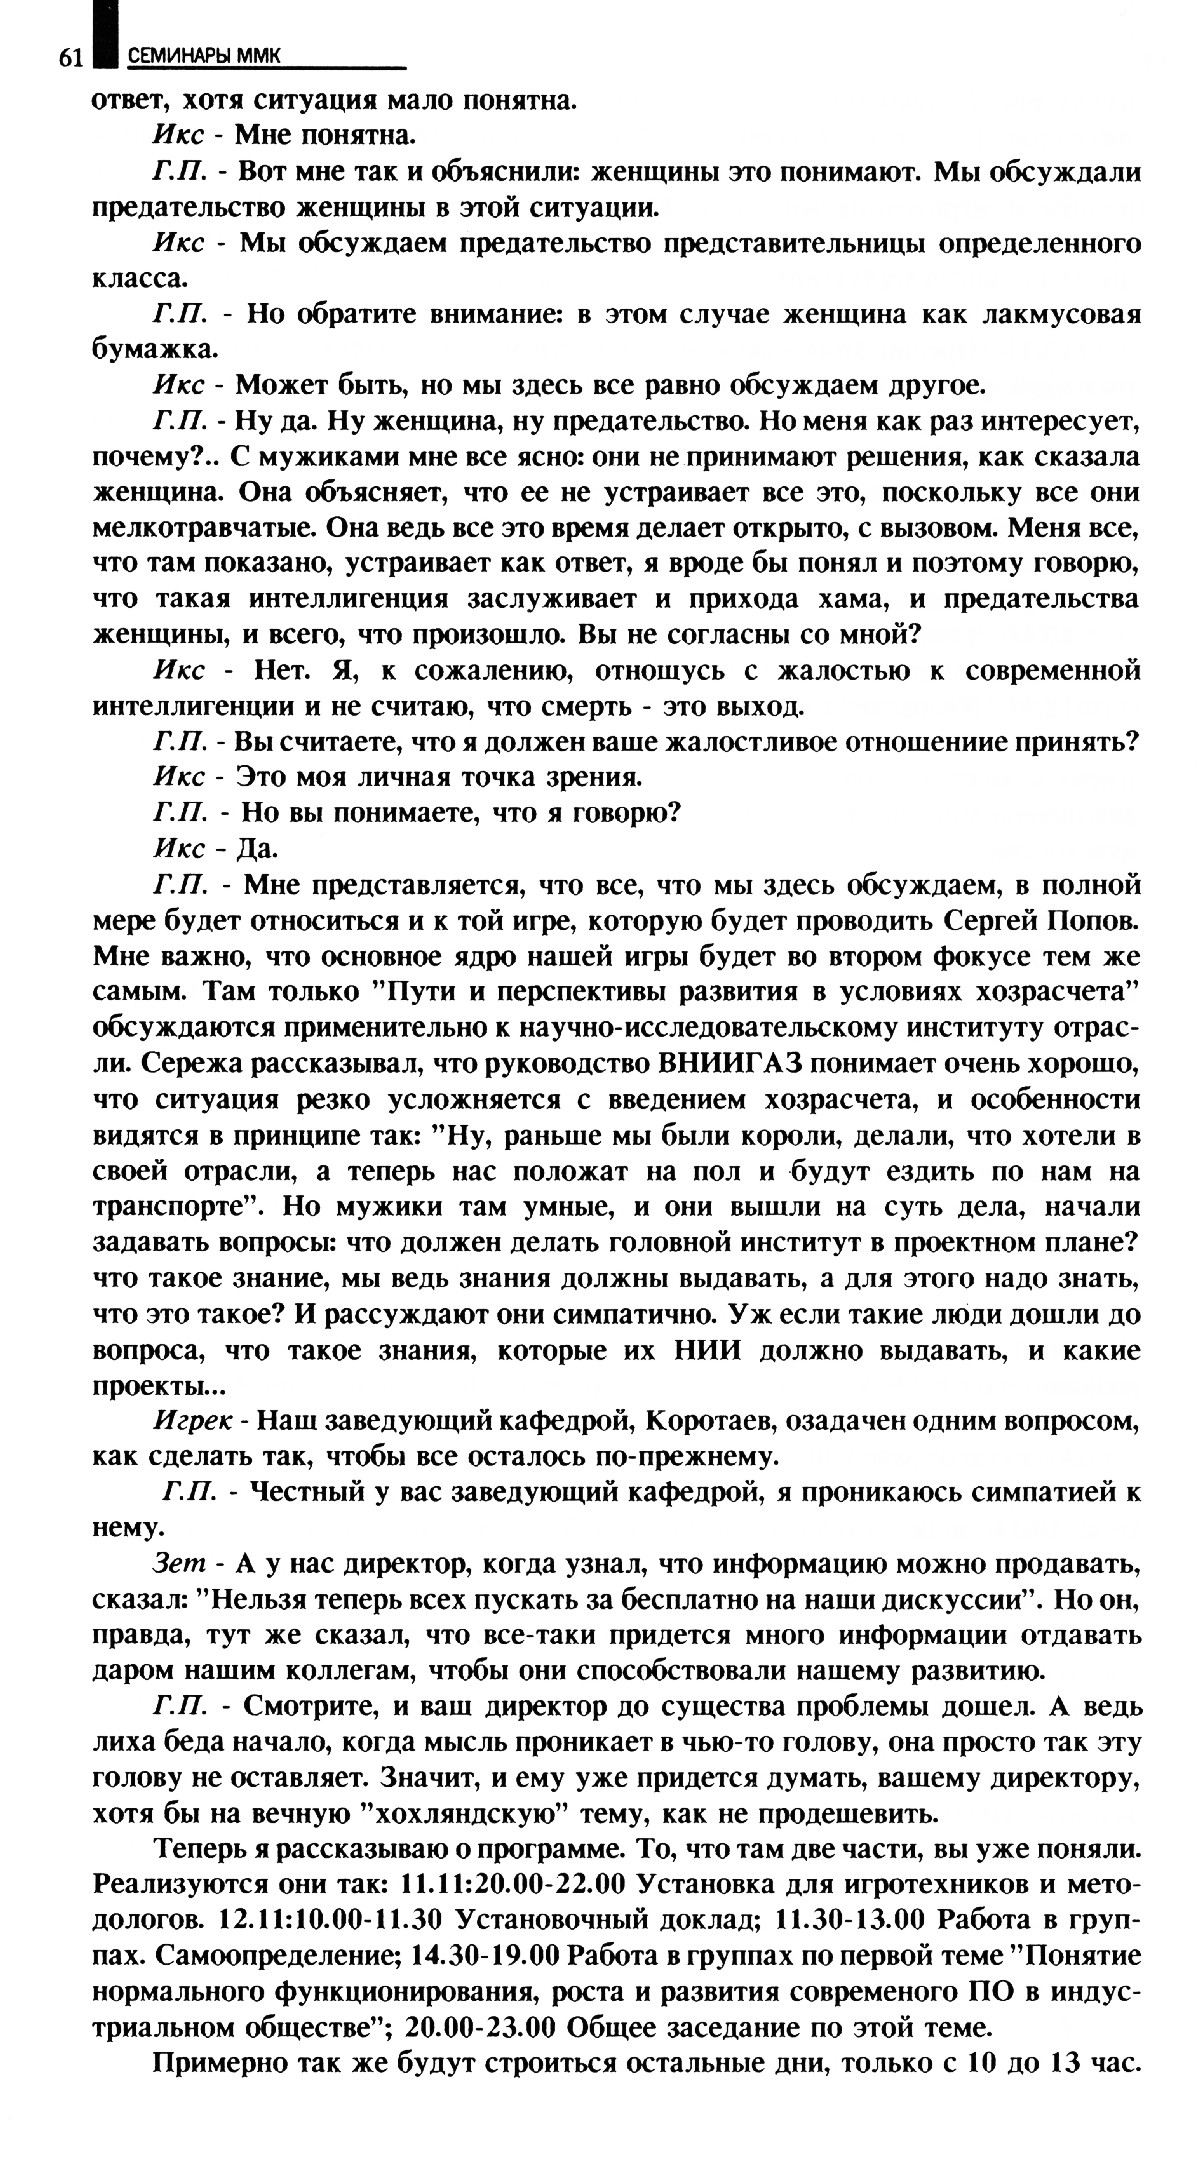 61 СЕМИНАРЫ ММК
ответ, хотя ситуация мало понятна.
Икс - Мне понятна.
Г.П. - Вот мне так и объяснили: женщины это понимают. Мы обсуждали
предательство женщины в этой ситуации.
Икс - Мы обсуждаем предательство представительницы определенного
класса.
Г.П. - Но обратите внимание: в этом случае женщина как лакмусовая
бумажка.
Икс - Может быть, но мы здесь все равно обсуждаем другое.
Г.П. - Ну да. Ну женщина, ну предательство. Но меня как раз интересует,
почему?.. С мужиками мне все ясно: они не принимают решения, как сказала
женщина. Она объясняет, что ее не устраивает все это, поскольку все они
мелкотравчатые. Она ведь все это время делает открыто, с вызовом. Меня все,
что там показано, устраивает как ответ, я вроде бы понял и поэтому говорю,
что такая интеллигенция заслуживает и прихода хама, и предательства
женщины, и всего, что произошло. Вы не согласны со мной?
Икс - Нет. Я, к сожалению, отношусь с жалостью к современной
интеллигенции и не считаю, что смерть - это выход.
Г.П. - Вы считаете, что я должен ваше жалостливое отношениие принять?
Икс - Это моя личная точка зрения.
Г.П. - Но вы понимаете, что я говорю?
Икс - Да.
Г.П. - Мне представляется, что все, что мы здесь обсуждаем, в полной
мере будет относиться и к той игре, которую будет проводить Сергей Попов.
Мне важно, что основное ядро нашей игры будет во втором фокусе тем же
самым. Там только ”Пути и перспективы развития в условиях хозрасчета”
обсуждаются применительно к научно-исследовательскому институту отрас-
ли. Сережа рассказывал, что руководство ВНИИГАЗ понимает очень хорошо,
что ситуация резко усложняется с введением хозрасчета, и особенности
видятся в принципе так: ”Ну, раньше мы были короли, делали, что хотели в
своей отрасли, а теперь нас положат на пол и будут ездить по нам на
транспорте”. Но мужики там умные, и они вышли на суть дела, начали
задавать вопросы: что должен делать головной институт в проектном плане?
что такое знание, мы ведь знания должны выдавать, а для этого надо знать,
что это такое? И рассуждают они симпатично. Уж если такие люди дошли до
вопроса, что такое знания, которые их НИИ должно выдавать, и какие
проекты...
Игрек - Наш заведующий кафедрой, Коротаев, озадачен одним вопросом,
как сделать так, чтобы все осталось по-прежнему.
Г.П. - Честный у вас заведующий кафедрой, я проникаюсь симпатией к
нему.
Зет - А у нас директор, когда узнал, что информацию можно продавать,
сказал: ”Нельзя теперь всех пускать за бесплатно на наши дискуссии”. Но он,
правда, тут же сказал, что все-таки придется много информации отдавать
даром нашим коллегам, чтобы они способствовали нашему развитию.
Г.П. - Смотрите, и ваш директор до существа проблемы дошел. А ведь
лиха беда начало, когда мысль проникает в чью-то голову, она просто так эту
голову не оставляет. Значит, и ему уже придется думать, вашему директору,
хотя бы на вечную ”хохляндскую” тему, как не продешевить.
Теперь я рассказываю о программе. То, что там две части, вы уже поняли.
Реализуются они так: 11.11:20.00-22.00 Установка для игротехников и мето-
дологов. 12.11:10.00-11.30 Установочный доклад; 11.30-13.00 Работа в груп-
пах. Самоопределение; 14.30-19.00 Работа в группах по первой теме ”Понятие
нормального функционирования, роста и развития современого ПО в индус-
триальном обществе”; 20.00-23.00 Общее заседание по этой теме.
Примерно так же будут строиться остальные дни, только с 10 до 13 час.